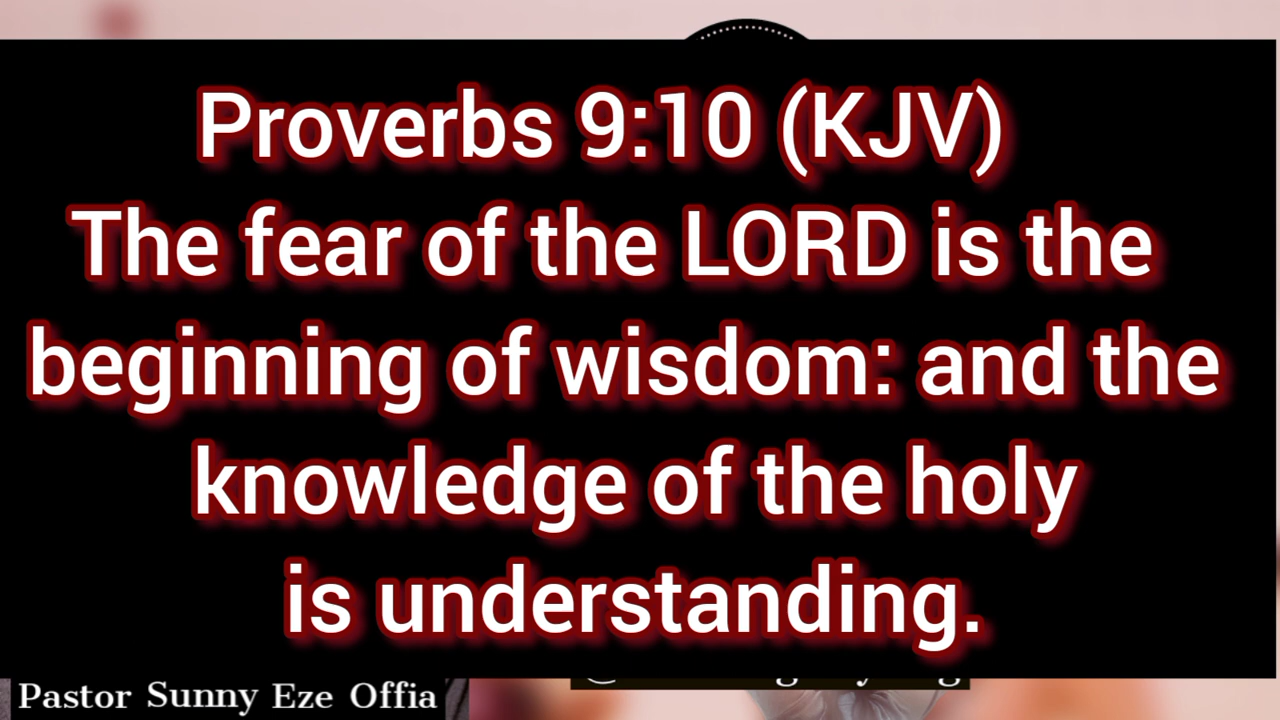 Proverbs 9:10 (KJV)
The fear of the LORD is the
beginning of wisdom: and the
knowledge of the holy
is understanding.
Pastor Sunny Eze Offia